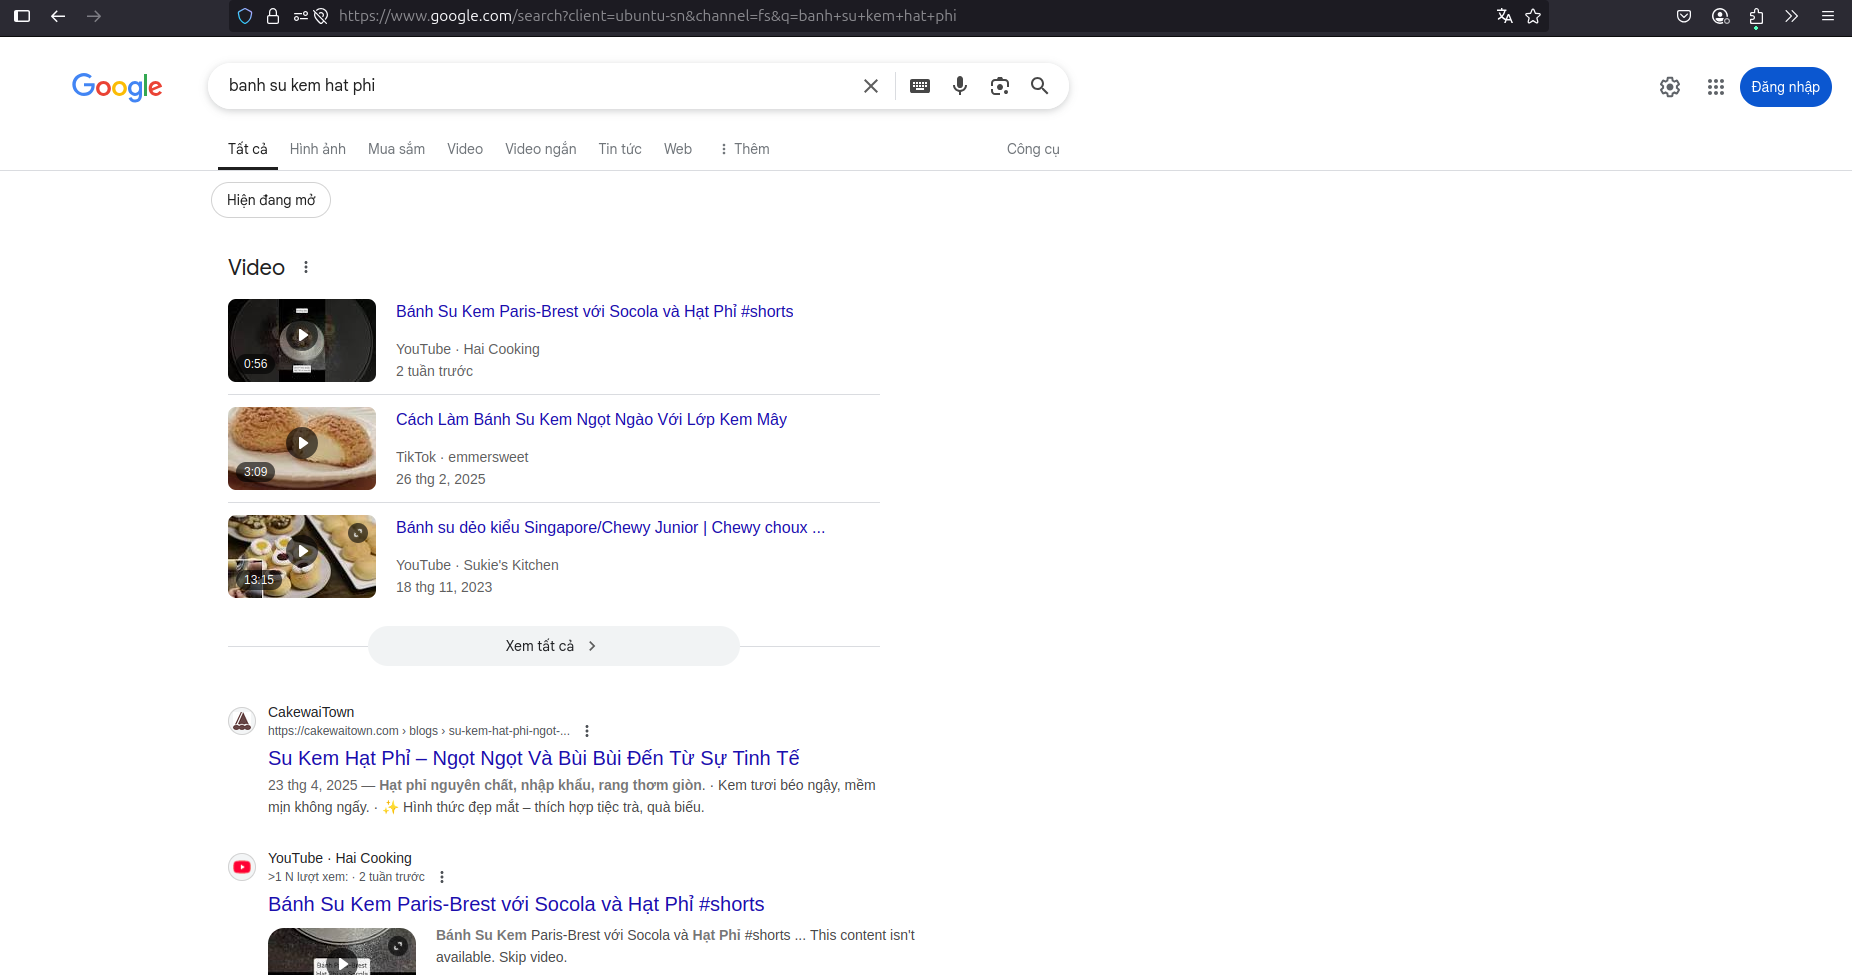 https://www.google.com/search?client=ubuntu-sn&channel=fs&q=banh+su+kem+hat+phi
Google
banh su kem hat phi
Đăng nhập
Tất cả
Hình ảnh
Mua sắm
Video
Video ngắn
Tin tức
Web
Thêm
Công cụ
Hiện đang mở
Video
Bánh Su Kem Paris-Brest với Socola và Hạt Phỉ #shorts
YouTube · Hai Cooking
2 tuần trước
0:56
Cách Làm Bánh Su Kem Ngọt Ngào Với Lớp Kem Mây
TikTok · emmersweet
26 thg 2, 2025
3:09
Bánh su dẻo kiểu Singapore/Chewy Junior | Chewy choux ...
YouTube · Sukie's Kitchen
18 thg 11, 2023
13:15
Xem tất cả
CakewaiTown
https://cakewaitown.com › blogs › su-kem-hat-phi-ngot-...
Su Kem Hạt Phỉ – Ngọt Ngọt Và Bùi Bùi Đến Từ Sự Tinh Tế
23 thg 4, 2025 — Hạt phỉ nguyên chất, nhập khẩu, rang thơm giòn. · Kem tươi béo ngậy, mềm
mịn không ngấy. · ✨ Hình thức đẹp mắt – thích hợp tiệc trà, quà biếu.
YouTube · Hai Cooking
>1 N lượt xem: · 2 tuần trước
Bánh Su Kem Paris-Brest với Socola và Hạt Phỉ #shorts
Bánh Su Kem Paris-Brest với Socola và Hạt Phỉ #shorts ... This content isn't
available. Skip video.